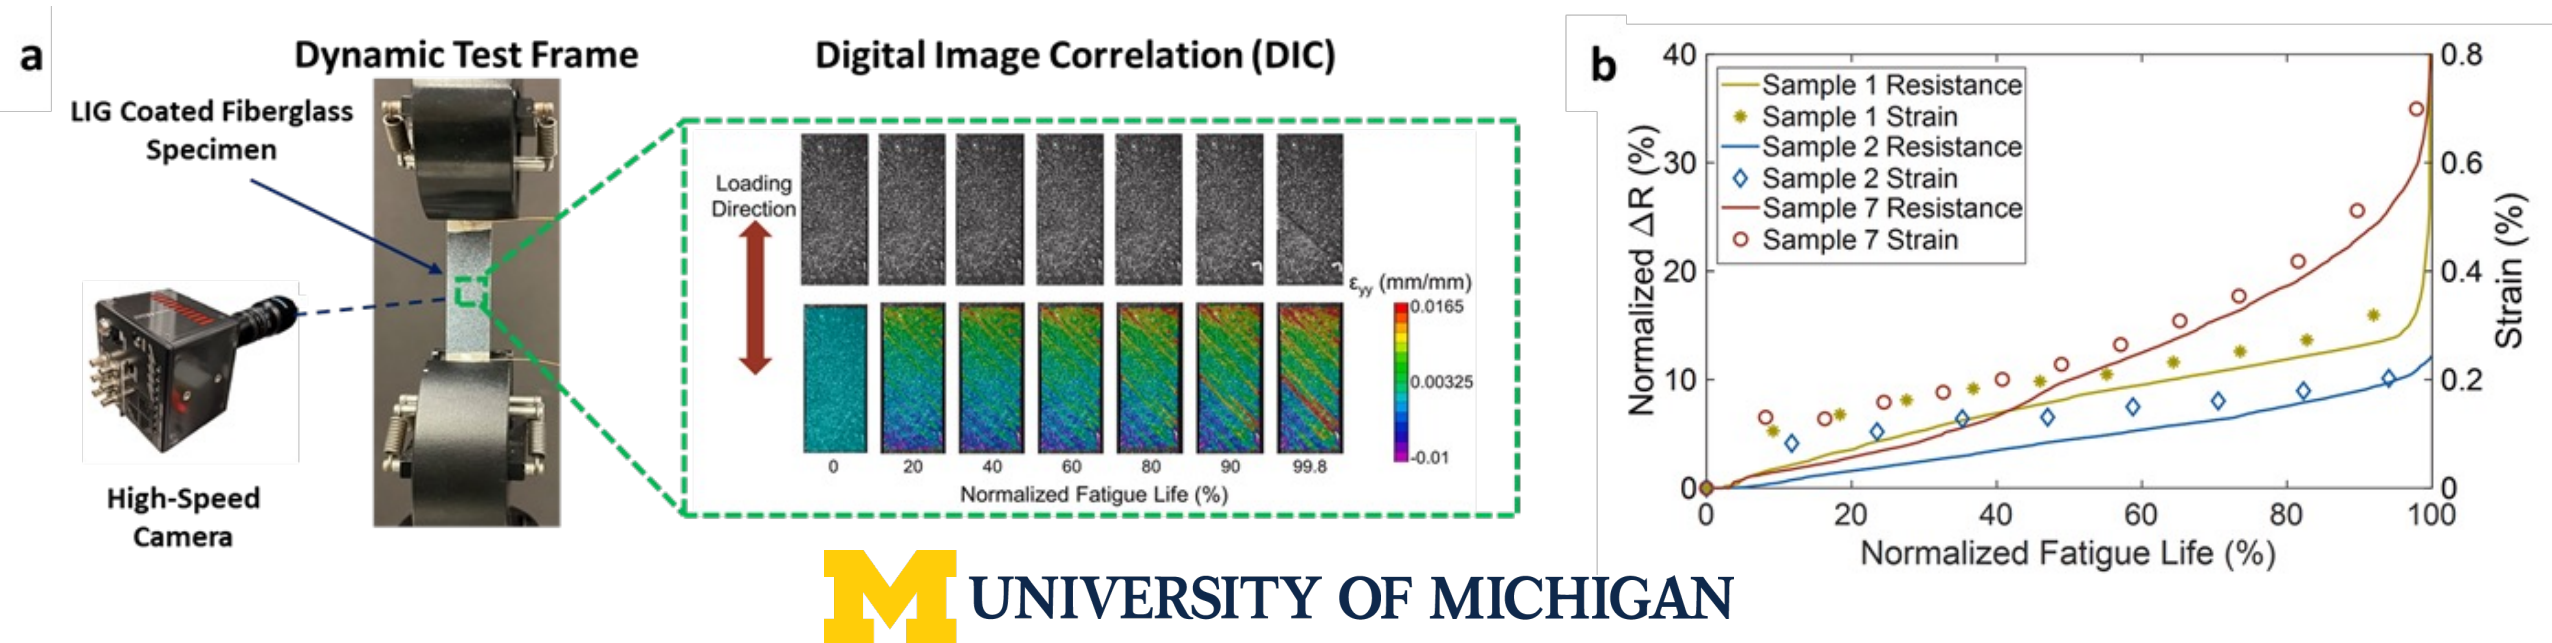 a
Dynamic Test Frame
Digital Image Correlation (DIC)
LIG Coated Fiberglass
Specimen
High-Speed
Camera
Loading
Direction
εyy (mm/mm)
0.0165
0.00325
-0.01
0 20 40 60 80 90 99.8
Normalized Fatigue Life (%)
b
Sample 1 Resistance
Sample 1 Strain
Sample 2 Resistance
Sample 2 Strain
Sample 7 Resistance
Sample 7 Strain
Normalized ΔR (%)
40
30
20
10
0
0.8
0.6
0.4
0.2
0
Strain (%)
0 20 40 60 80 100
Normalized Fatigue Life (%)
M UNIVERSITY OF MICHIGAN